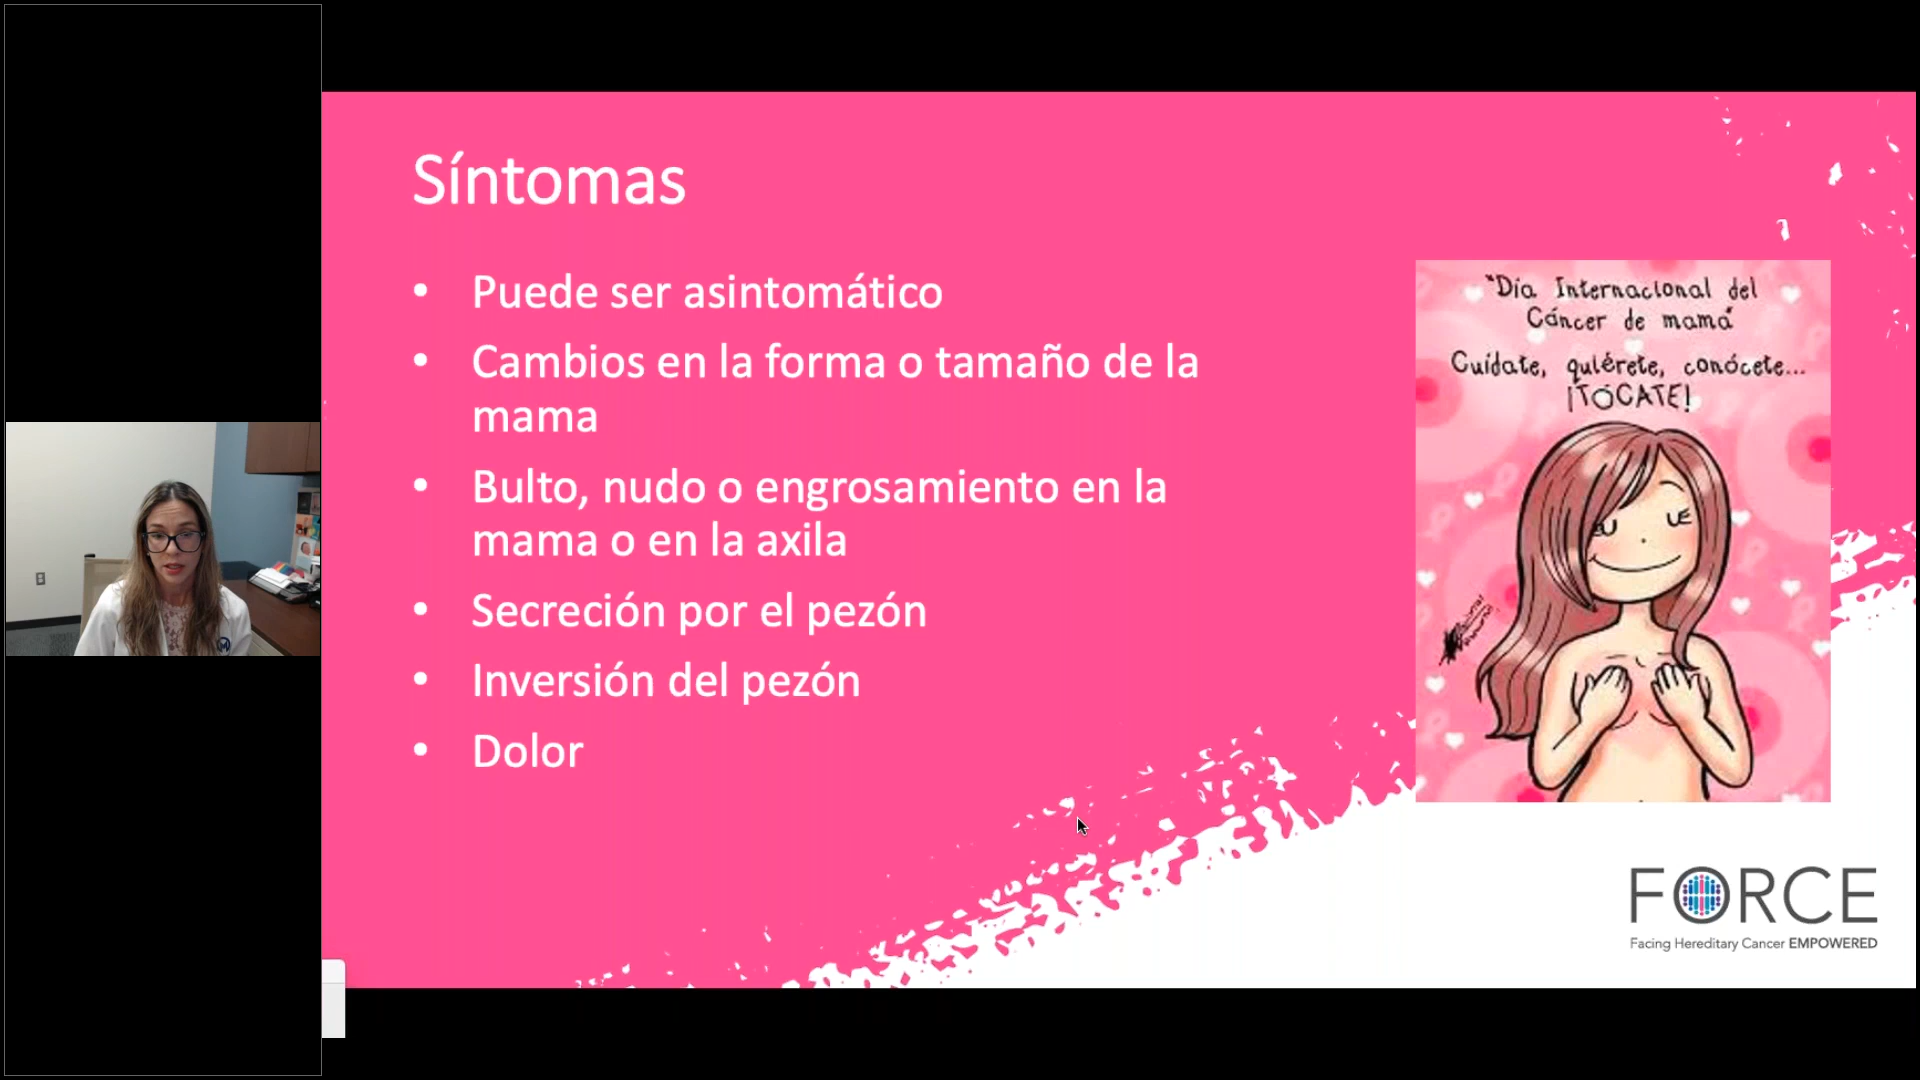 Síntomas
• Puede ser asintomático
• Cambios en la forma o tamaño de la
mama
• Bulto, nudo o engrosamiento en la
mama o en la axila
• Secreción por el pezón
• Inversión del pezón
• Dolor
"Día Internacional del
Cáncer de mama"
Cuídate, quiérete, conócete...
¡TÓCATE!
FORCE
Facing Hereditary Cancer EMPOWERED